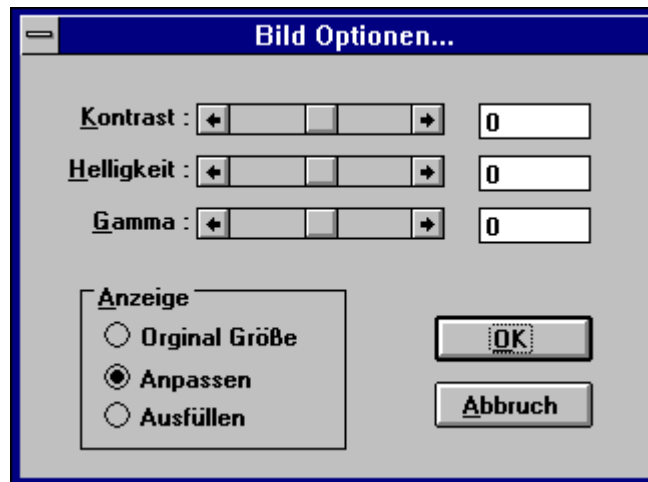 Bild Optionen...
Kontrast : 0
Helligkeit : 0
Gamma : 0
Anzeige
Orginal Größe
Anpassen
Ausfüllen
OK
Abbruch